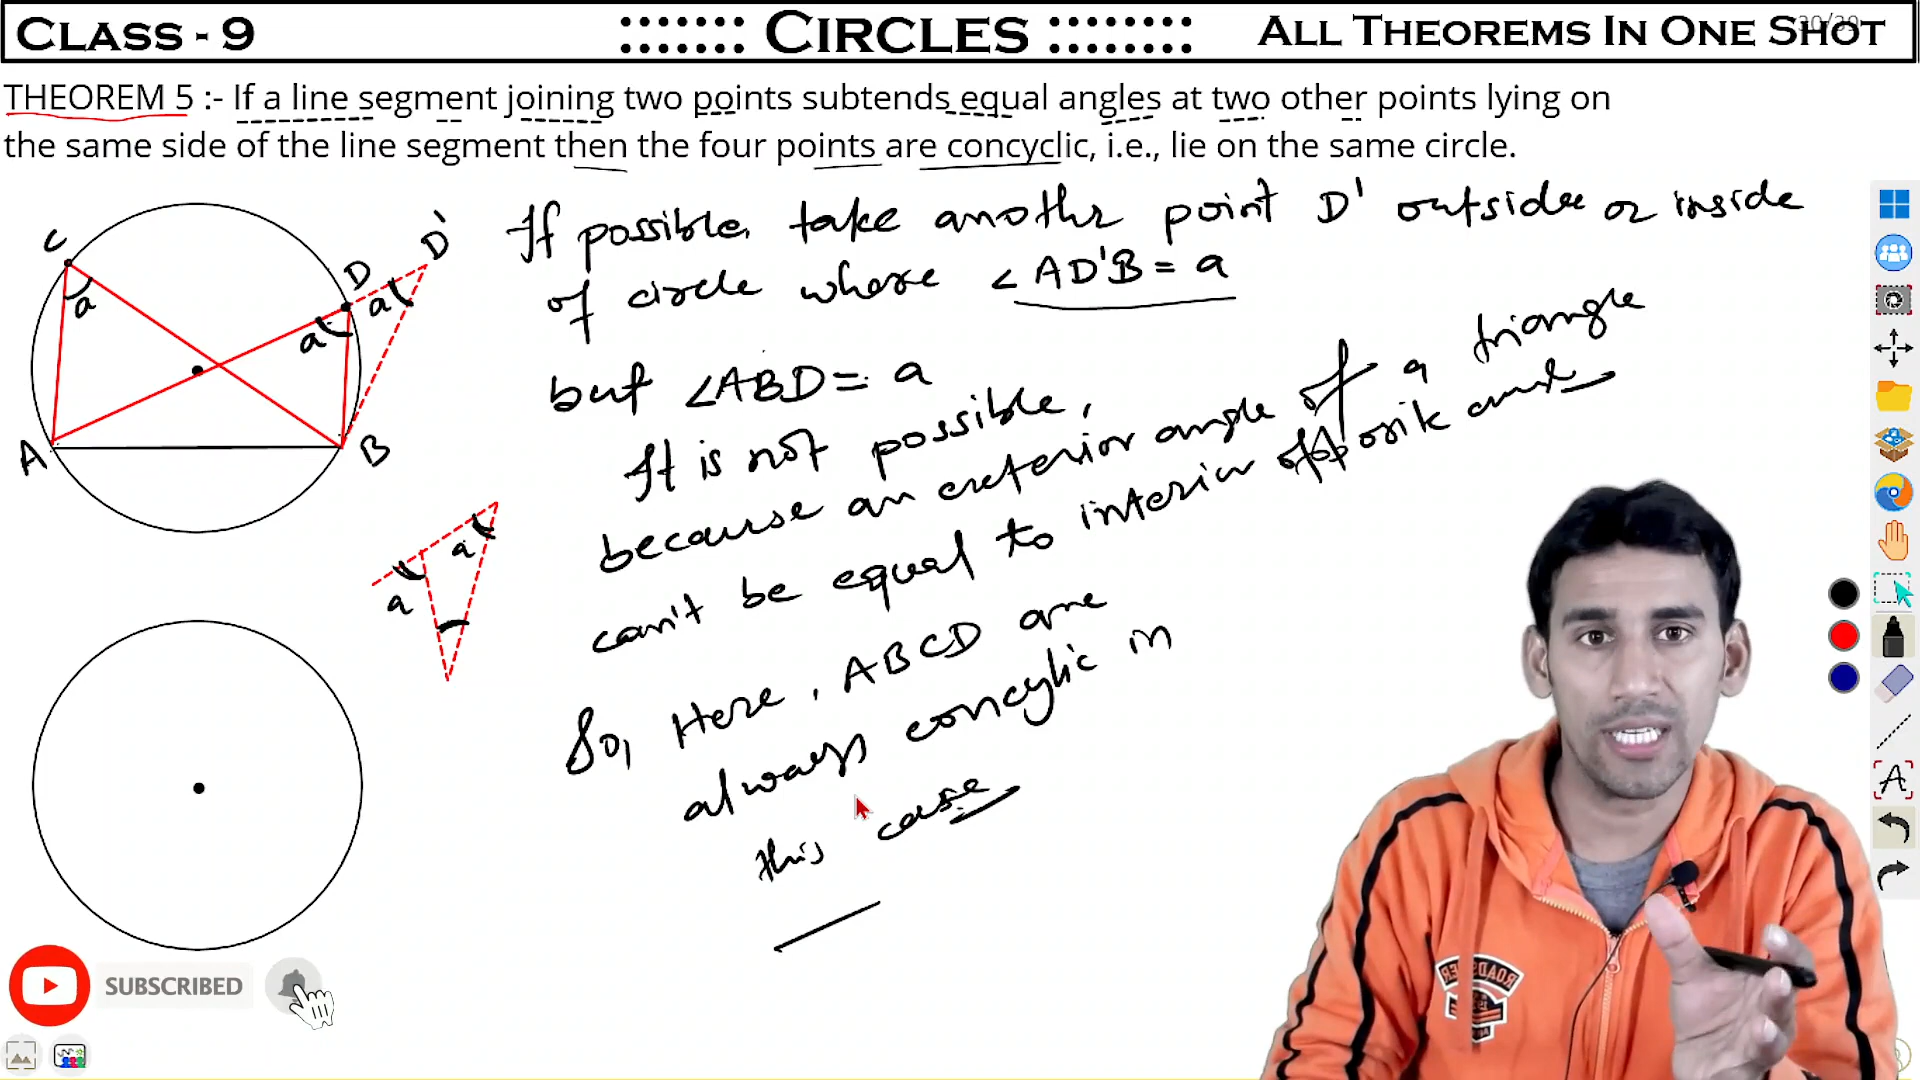 CLASS - 9
CIRCLES
ALL THEOREMS IN ONE SHOT
THEOREM 5 :- If a line segment joining two points subtends equal angles at two other points lying on
the same side of the line segment then the four points are concyclic, i.e., lie on the same circle.
C
a
D
D'
a
a
A
B
If possible, take another point D' outside or inside
of circle where ∠AD'B = a
but ∠ABD = a
It is not possible,
because an exterior angle of a triangle
can't be equal to interior opposite
a
a
So, Here, ABCD are
always concylic in
this case
SUBSCRIBED
ROADSTER
A